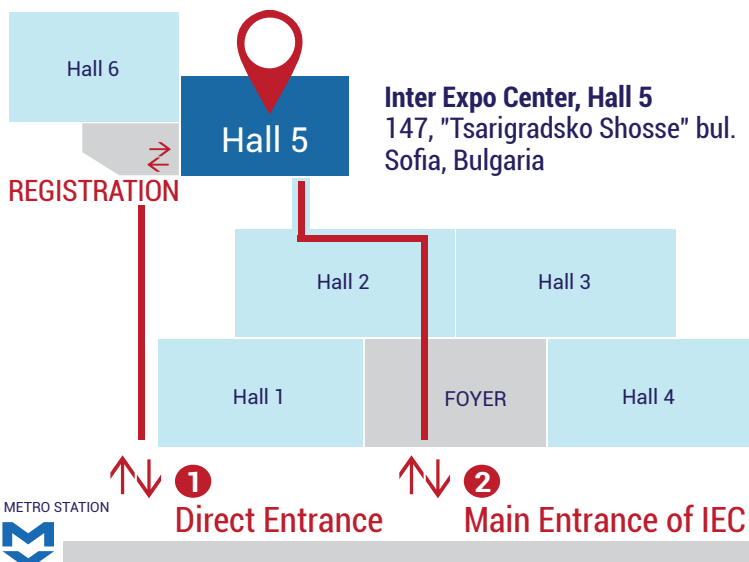 Hall 6
Hall 5
Inter Expo Center, Hall 5
147, "Tsarigradsko Shosse" bul.
Sofia, Bulgaria
REGISTRATION
Hall 2
Hall 3
Hall 1
FOYER
Hall 4
1
Direct Entrance
2
Main Entrance of IEC
METRO STATION
M